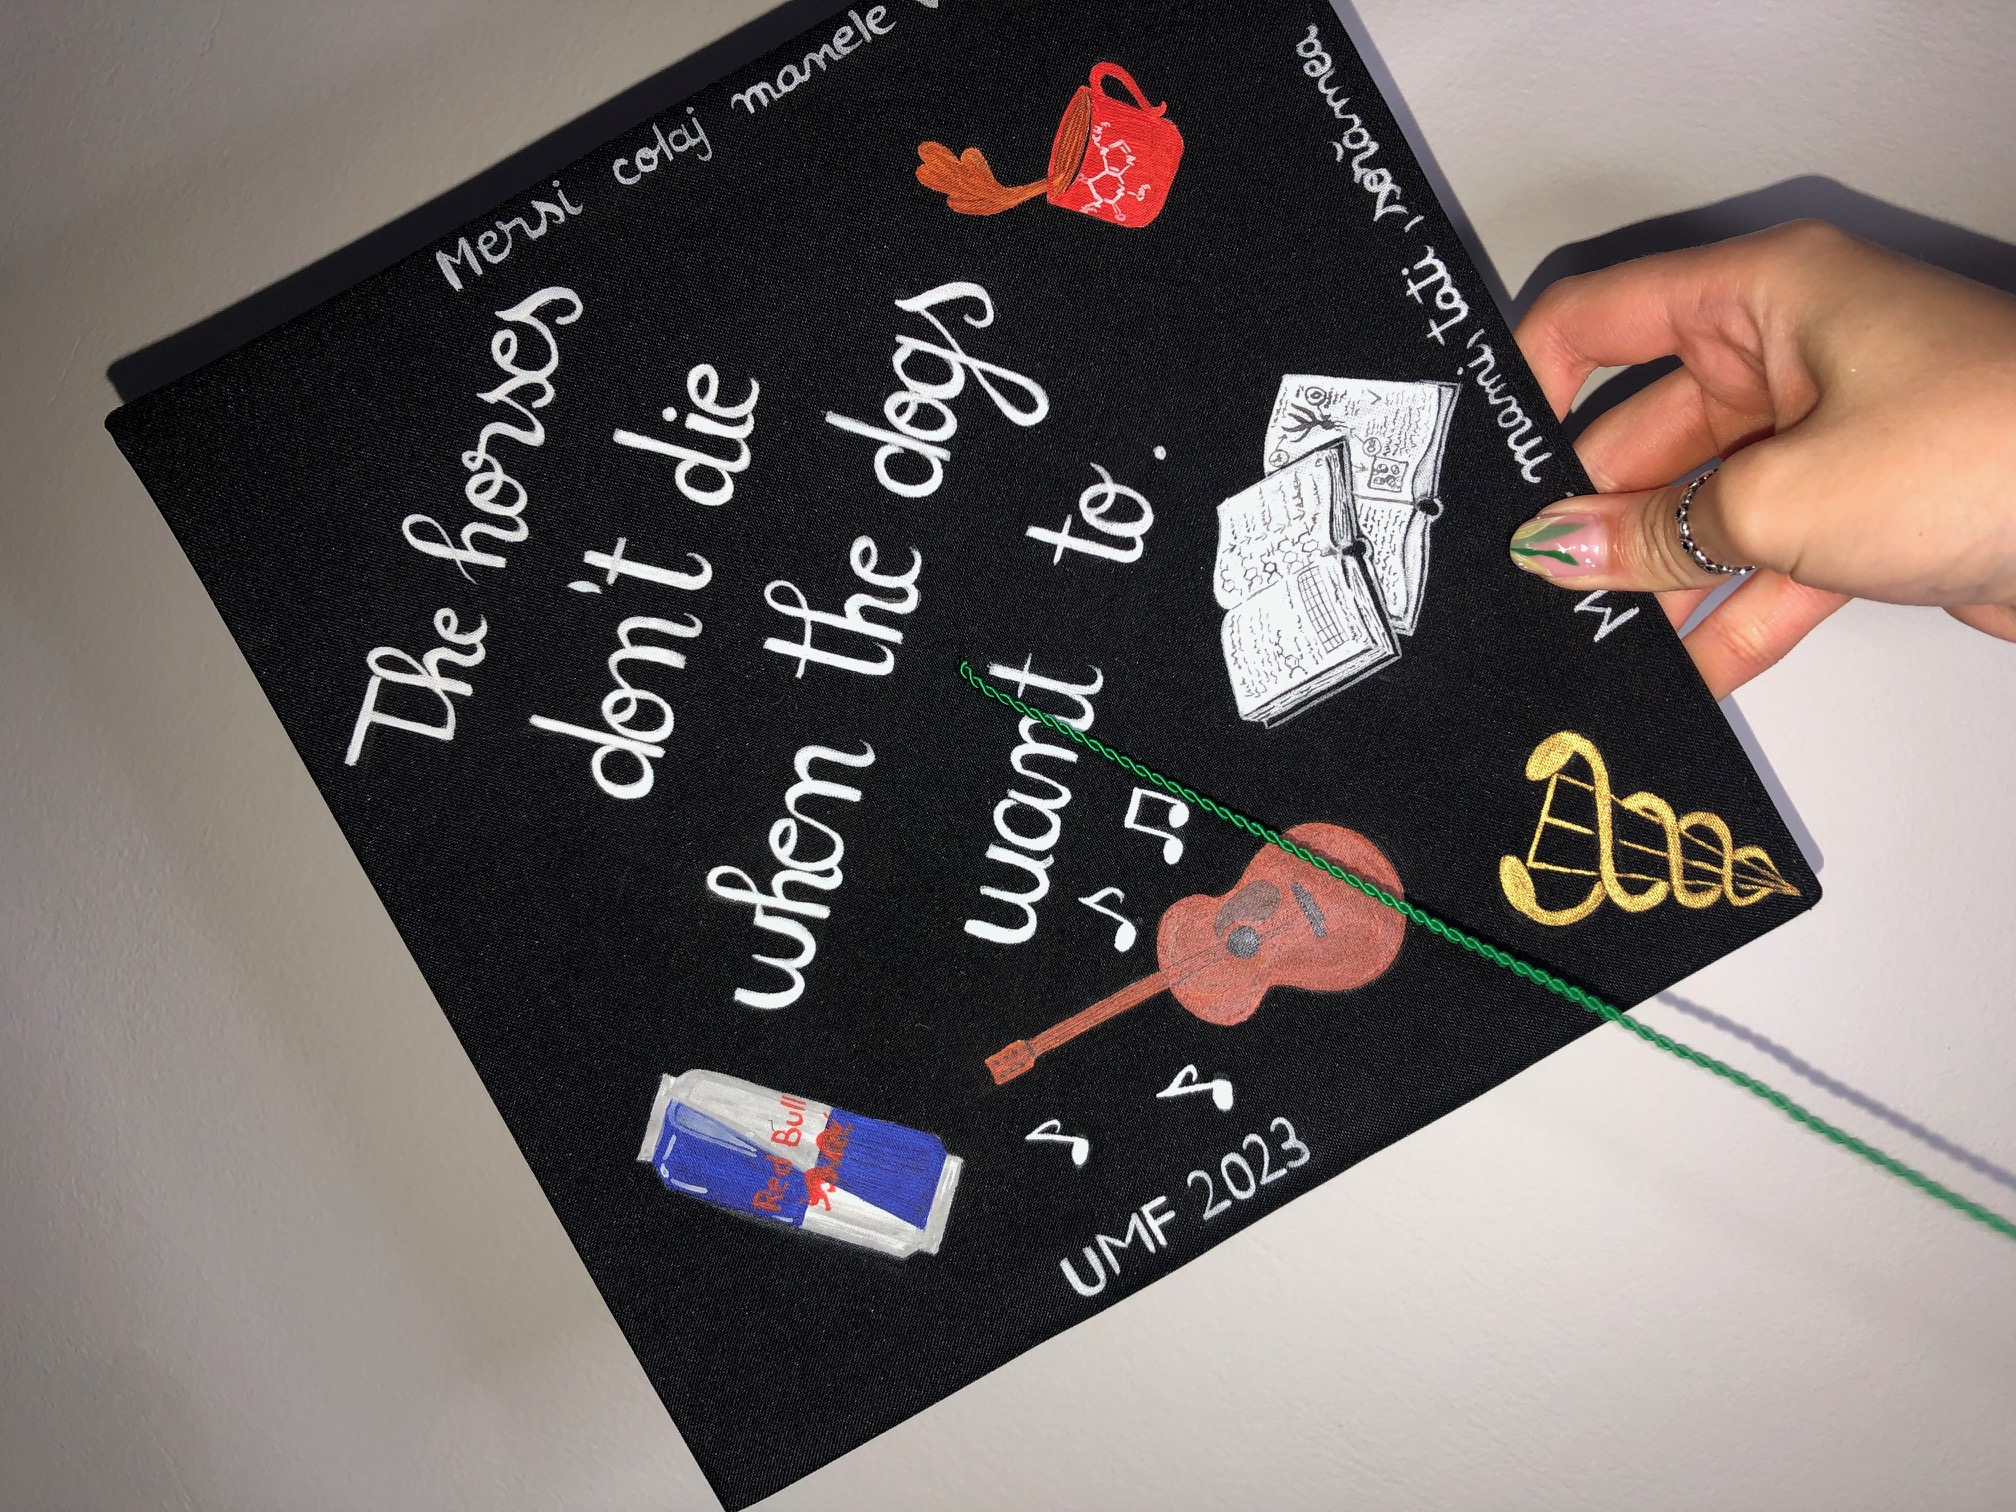 The horses
don't die
when the dogs
want to.
Mersi colaj manele
Red Bull
UMF 2023
mami, tati, sorămea